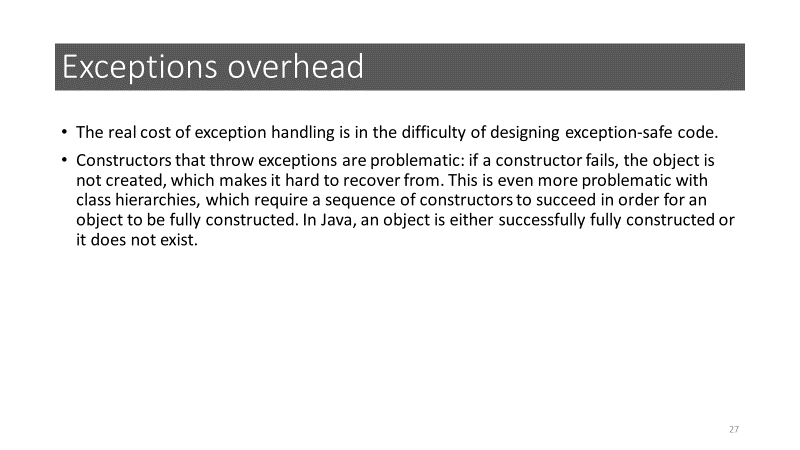 Exceptions overhead
• The real cost of exception handling is in the difficulty of designing exception-safe code.
• Constructors that throw exceptions are problematic: if a constructor fails, the object is
not created, which makes it hard to recover from. This is even more problematic with
class hierarchies, which require a sequence of constructors to succeed in order for an
object to be fully constructed. In Java, an object is either successfully fully constructed or
it does not exist.
27